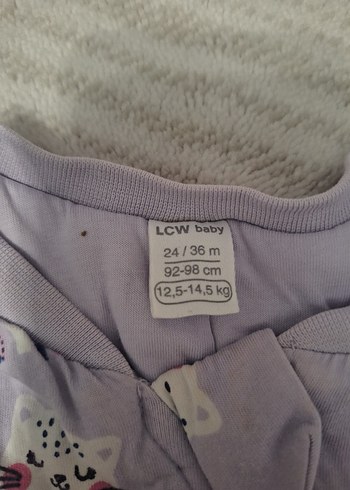 LCW baby
24 / 36 m
92-98 cm
12,5-14,5 kg